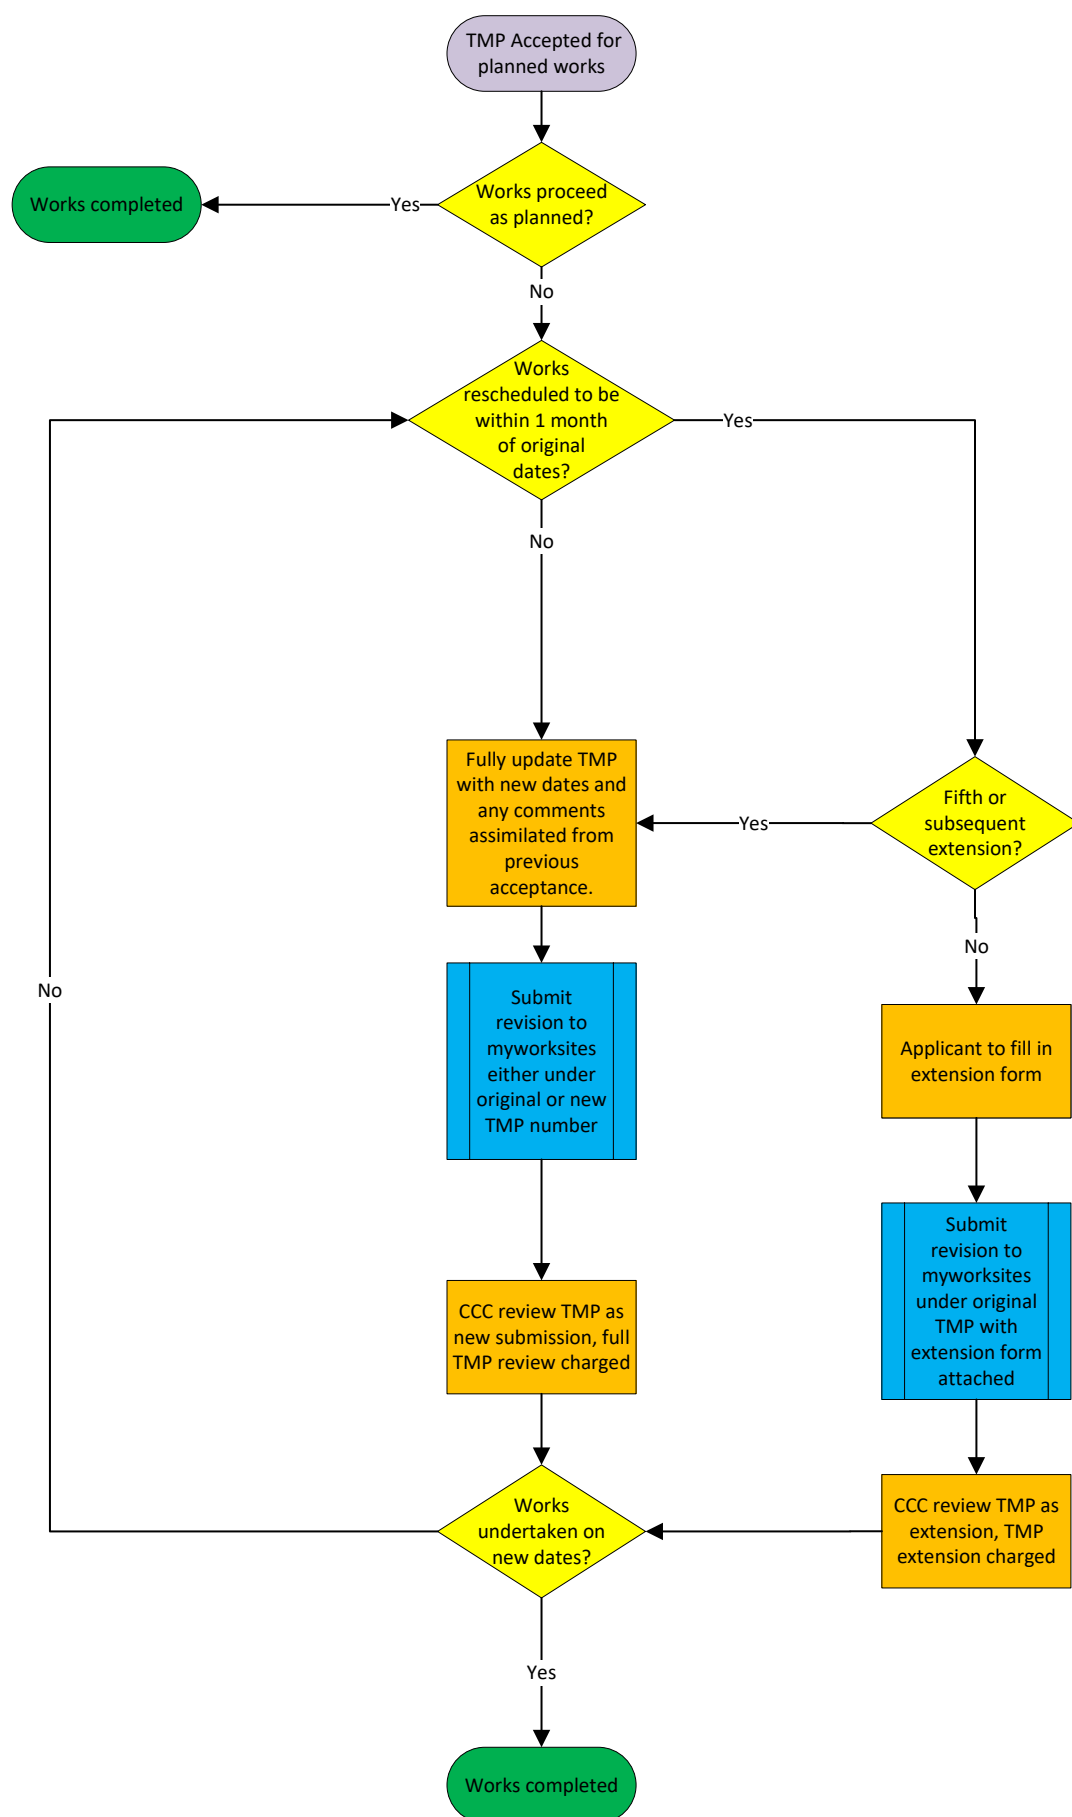 TMP Accepted for
planned works
Works proceed
as planned?
Yes
Works completed
No
Works
rescheduled to be
within 1 month
of original
dates?
Yes
No
Fully update TMP
with new dates and
any comments
assimilated from
previous
acceptance.
Yes
Fifth or
subsequent
extension?
No
No
Submit
revision to
myworksites
either under
original or new
TMP number
Applicant to fill in
extension form
Submit
revision to
myworksites
under original
TMP with
extension form
attached
CCC review TMP as
new submission, full
TMP review charged
Works
undertaken on
new dates?
CCC review TMP as
extension, TMP
extension charged
Yes
Works completed